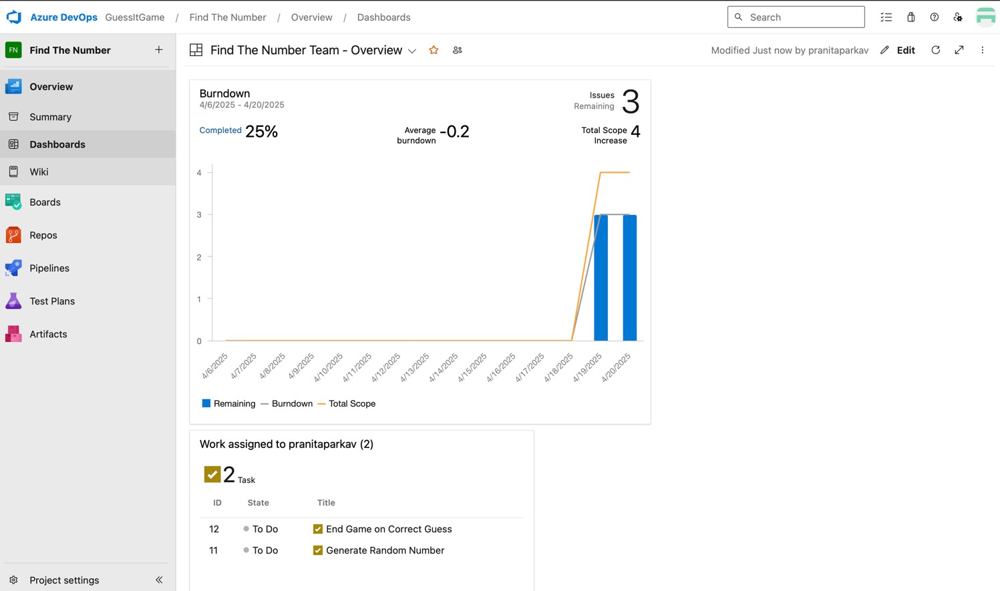 Azure DevOps GuessItGame / Find The Number / Overview / Dashboards
Search
FN Find The Number +
Overview
Summary
Dashboards
Wiki
Boards
Repos
Pipelines
Test Plans
Artifacts
Project settings
Find The Number Team - Overview
Modified Just now by pranitaparkav Edit
Burndown
4/6/2025 - 4/20/2025
Issues
Remaining 3
Completed 25%
Average
burndown -0.2
Total Scope
Increase 4
4
3
2
1
0
4/6/2025 4/7/2025 4/8/2025 4/9/2025 4/10/2025 4/11/2025 4/12/2025 4/13/2025 4/14/2025 4/15/2025 4/16/2025 4/17/2025 4/18/2025 4/19/2025 4/20/2025
Remaining Burndown Total Scope
Work assigned to pranitaparkav (2)
2 Task
ID State Title
12 To Do End Game on Correct Guess
11 To Do Generate Random Number